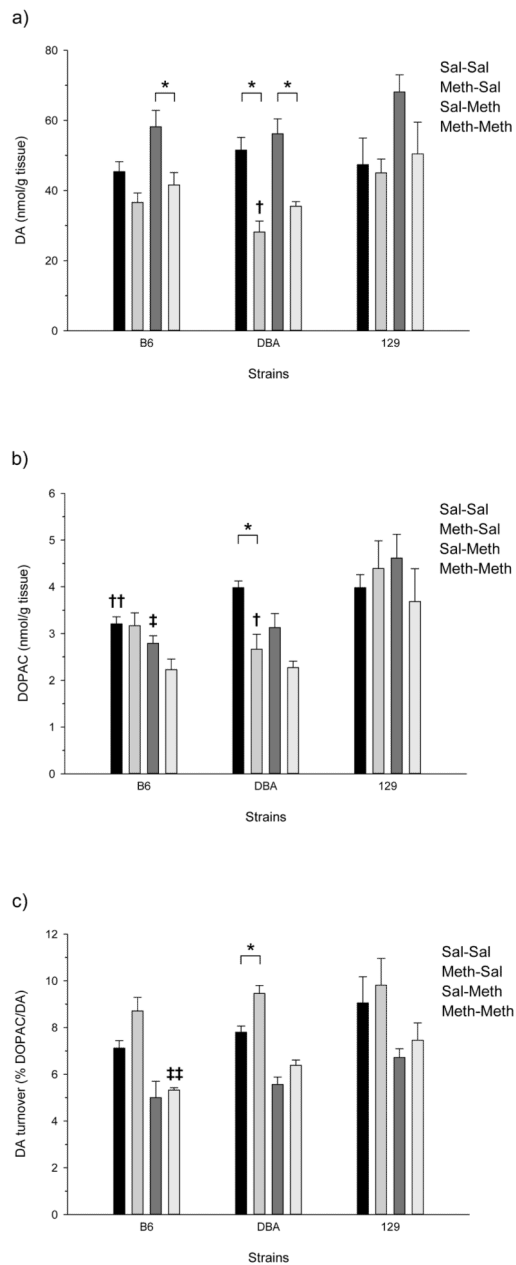 a)
80
60
40
20
0
DA (nmol/g tissue)
*
*
*
†
Sal-Sal
Meth-Sal
Sal-Meth
Meth-Meth
B6
DBA
129
Strains
b)
6
5
4
3
2
1
0
DOPAC (nmol/g tissue)
††
‡
*
†
Sal-Sal
Meth-Sal
Sal-Meth
Meth-Meth
B6
DBA
129
Strains
c)
12
10
8
6
4
2
0
DA turnover (% DOPAC/DA)
‡‡
*
Sal-Sal
Meth-Sal
Sal-Meth
Meth-Meth
B6
DBA
129
Strains